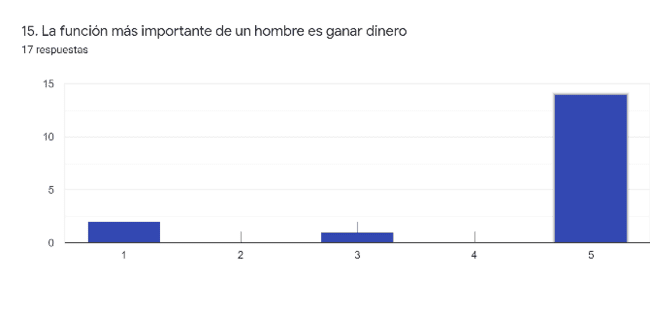 15. La función más importante de un hombre es ganar dinero
17 respuestas
15
10
5
0
1 2 3 4 5